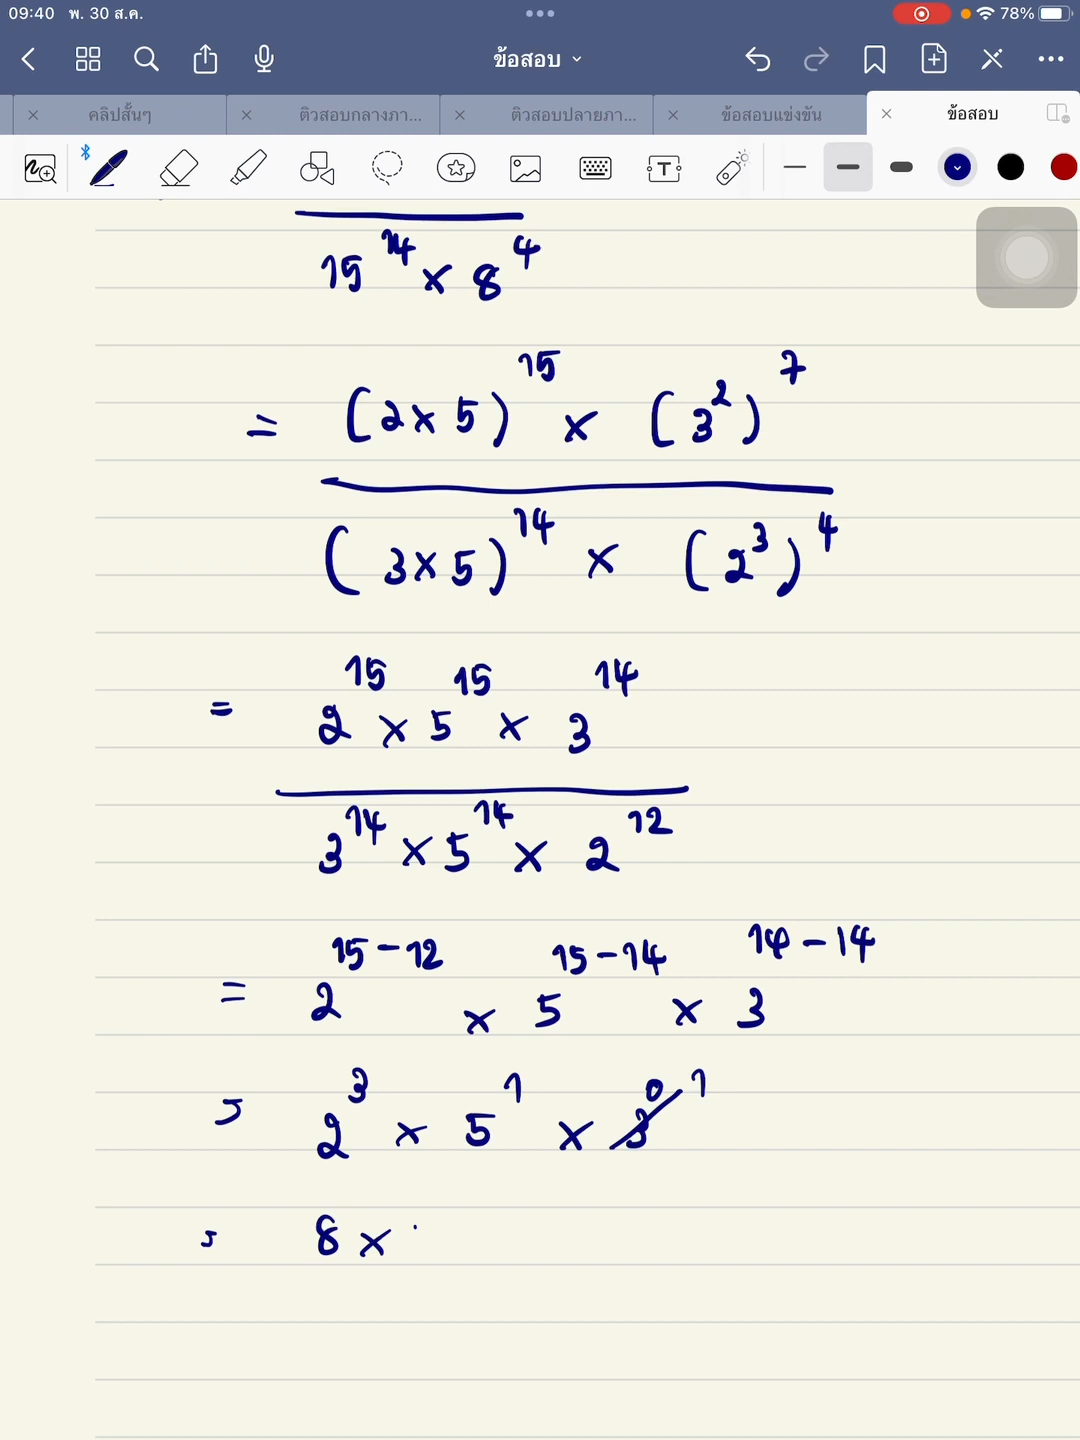 09:40 พ. 30 ส.ค. 78%
ข้อสอบ
คลิปสั้นๆ ติวสอบกลางภา... ติวสอบปลายภา... ข้อสอบแข่งขัน ข้อสอบ
15^14 × 8^4
= (2 × 5)^15 × (3^2)^7
(3 × 5)^14 × (2^3)^4
= 2^15 × 5^15 × 3^14
3^14 × 5^14 × 2^12
= 2^15-12 × 5^15-14 × 3^14-14
= 2^3 × 5^1 × 3^0 1
= 8 ×